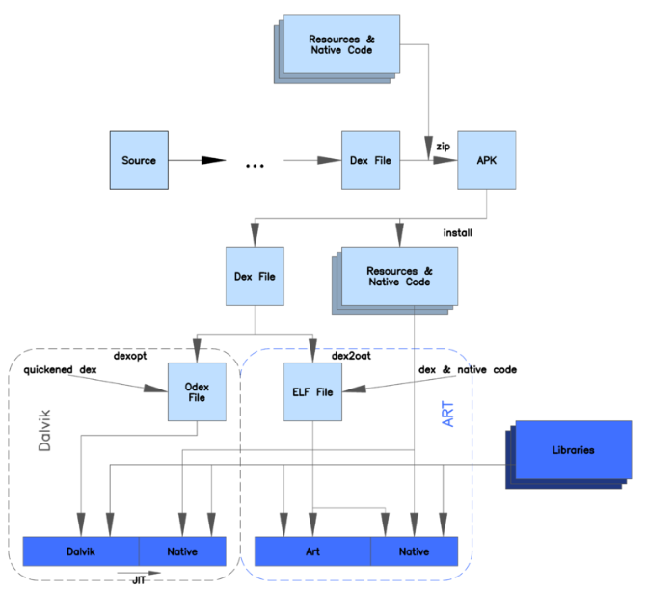 Resources &
Native Code
zip
Source
...
Dex File
APK
install
Dex File
Resources &
Native Code
dexopt
dex2oat
quickened dex
Odex
File
ELF File
dex & native code
Dalvik
ART
Libraries
Dalvik
Native
Art
Native
JIT